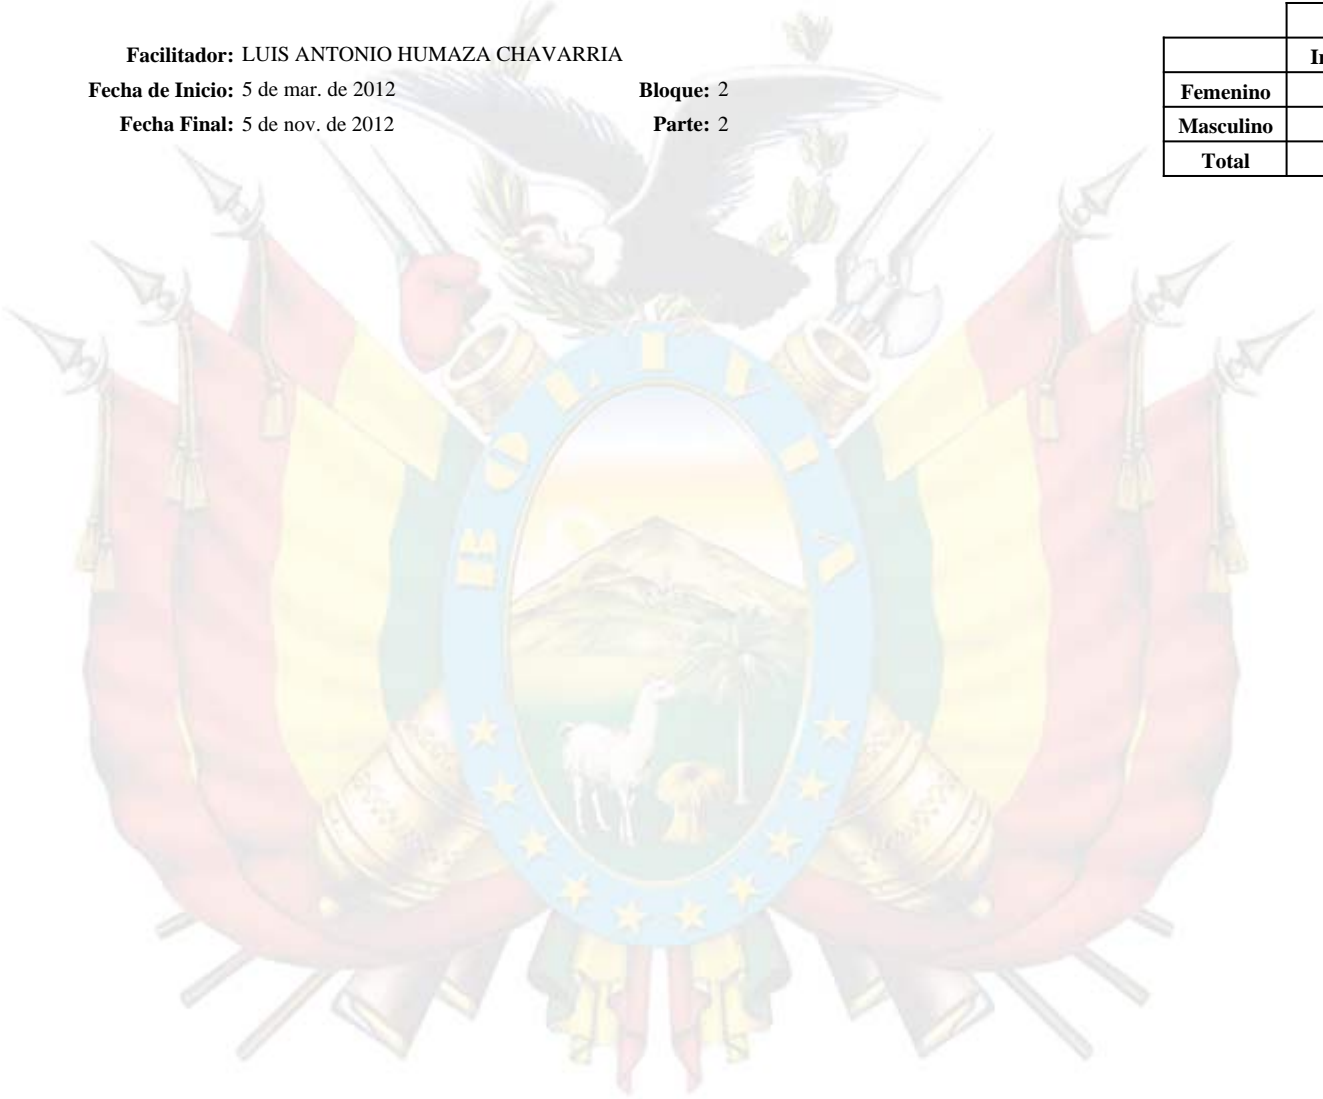 Facilitador: LUIS ANTONIO HUMAZA CHAVARRIA
Fecha de Inicio: 5 de mar. de 2012 Bloque: 2
Fecha Final: 5 de nov. de 2012 Parte: 2
Femenino
Masculino
Total
BOLIVIA